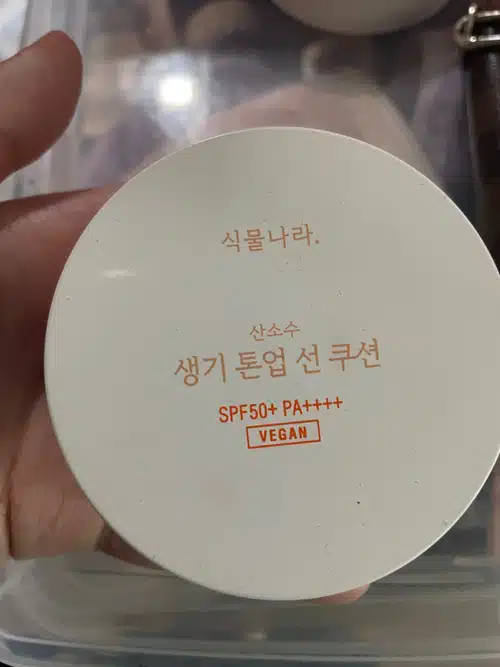 식물나라.
산소수
생기 톤업 선 쿠션
SPF50+ PA++++
VEGAN